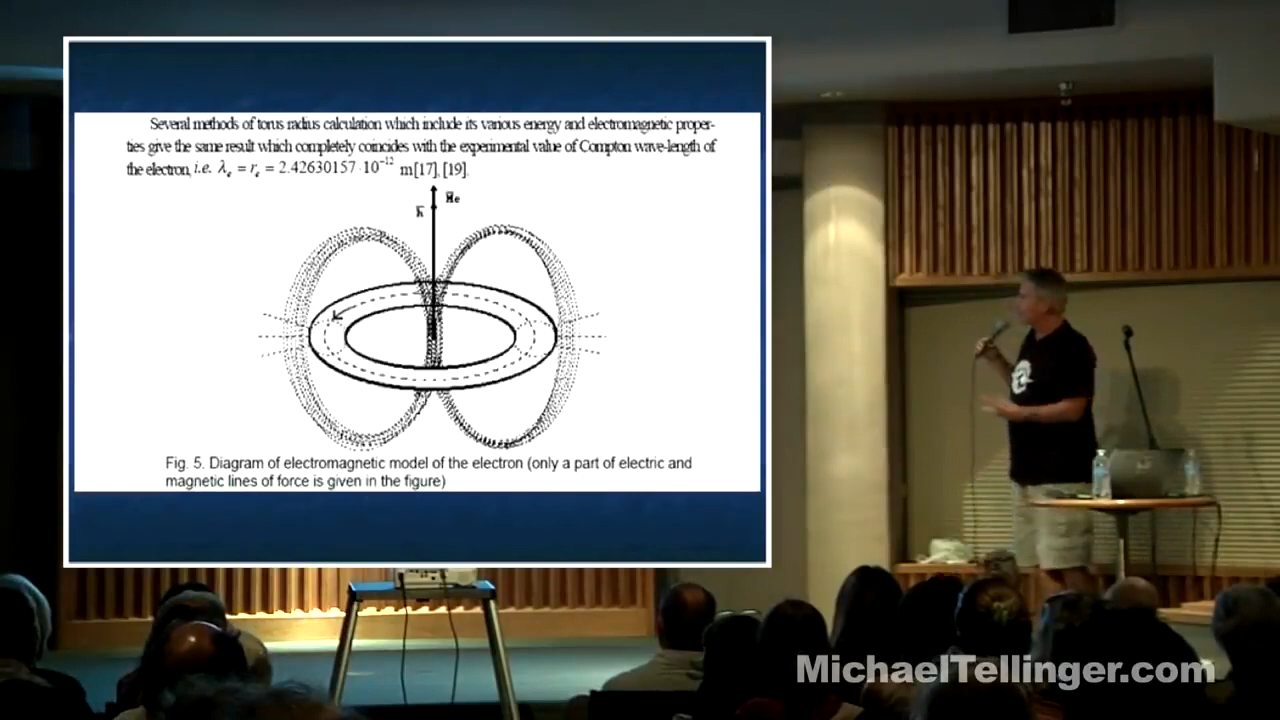 Several methods of torus radius calculation which include its various energy and electromagnetic proper-
ties give the same result which completely coincides with the experimental value of Compton wave-length of
the electron, i.e. λₑ = rₑ = 2.42630157·10⁻¹² m[17], [19].
Fig. 5. Diagram of electromagnetic model of the electron (only a part of electric and
magnetic lines of force is given in the figure)
MichaelTellinger.com